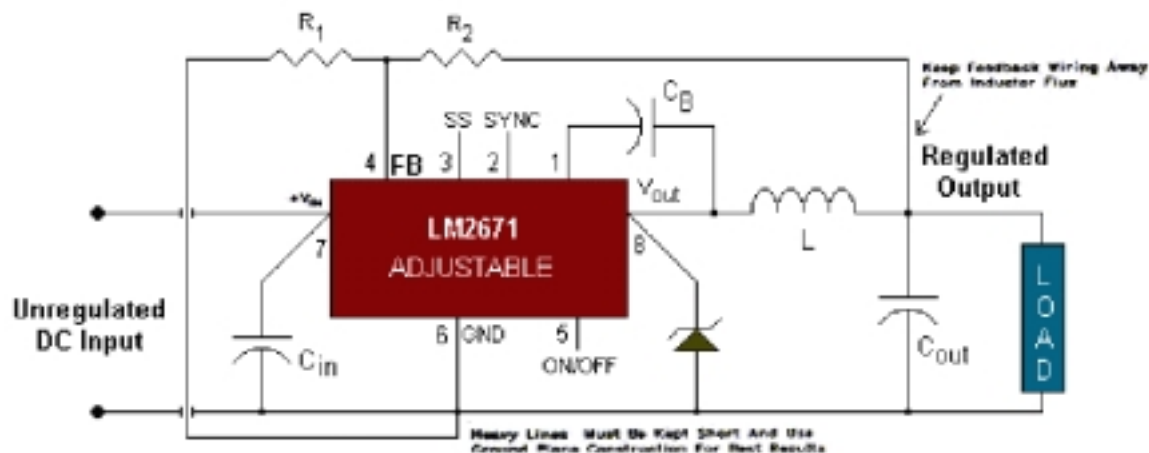 R1
R2
Keep Feedback Wiring Away
From Inductor Flux
CB
SS SYNC
4 FB 3 2 1
Regulated
Output
+Vin
Vout
LM2671
ADJUSTABLE
7
8
L
LOAD
Unregulated
DC Input
6 GND 5
ON/OFF
Cin
Cout
Heavy Lines Must Be Kept Short And Use
Ground Plane Construction For Best Results